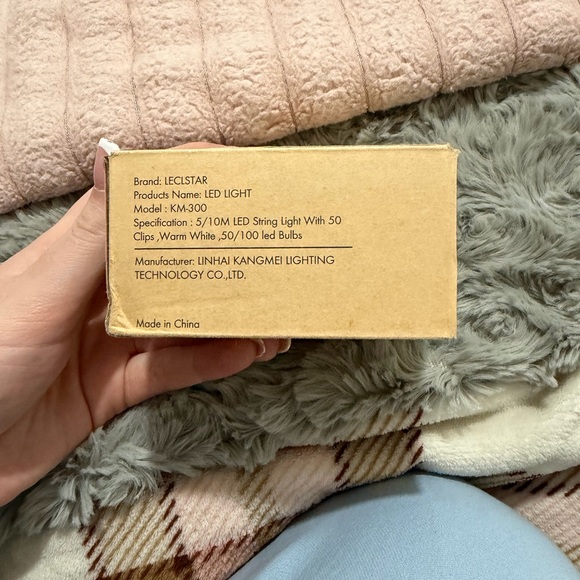 Brand: LECLSTAR
Products Name: LED LIGHT
Model : KM-300
Specification : 5/10M LED String Light With 50
Clips ,Warm White ,50/100 led Bulbs
Manufacturer: LINHAI KANGMEI LIGHTING
TECHNOLOGY CO.,LTD.
Made in China